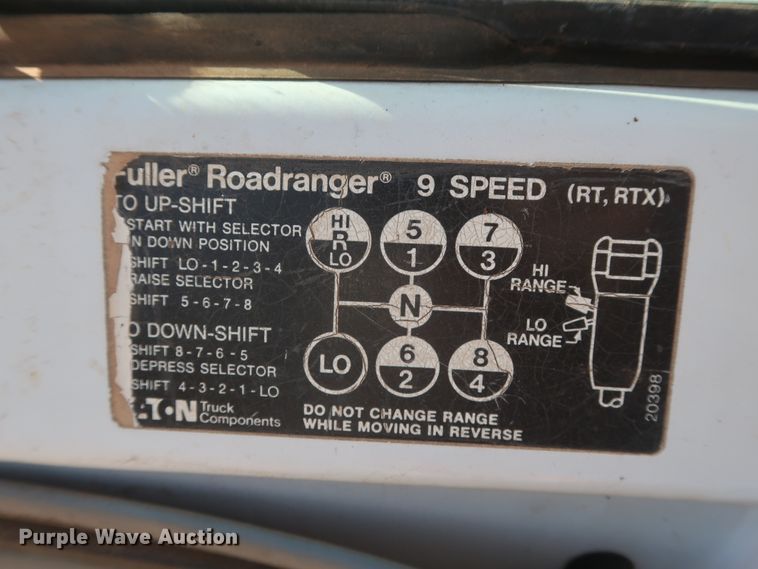 uller® Roadranger® 9 SPEED (RT, RTX)
TO UP-SHIFT
START WITH SELECTOR
N DOWN POSITION
SHIFT LO-1-2-3-4
RAISE SELECTOR
SHIFT 5-6-7-8
O DOWN-SHIFT
SHIFT 8-7-6-5
DEPRESS SELECTOR
SHIFT 4-3-2-1-LO
E·T·N Truck
Components
HI
R
LO
5
1
7
3
N
LO
6
2
8
4
HI
RANGE
LO
RANGE
DO NOT CHANGE RANGE
WHILE MOVING IN REVERSE
20398
Purple Wave Auction